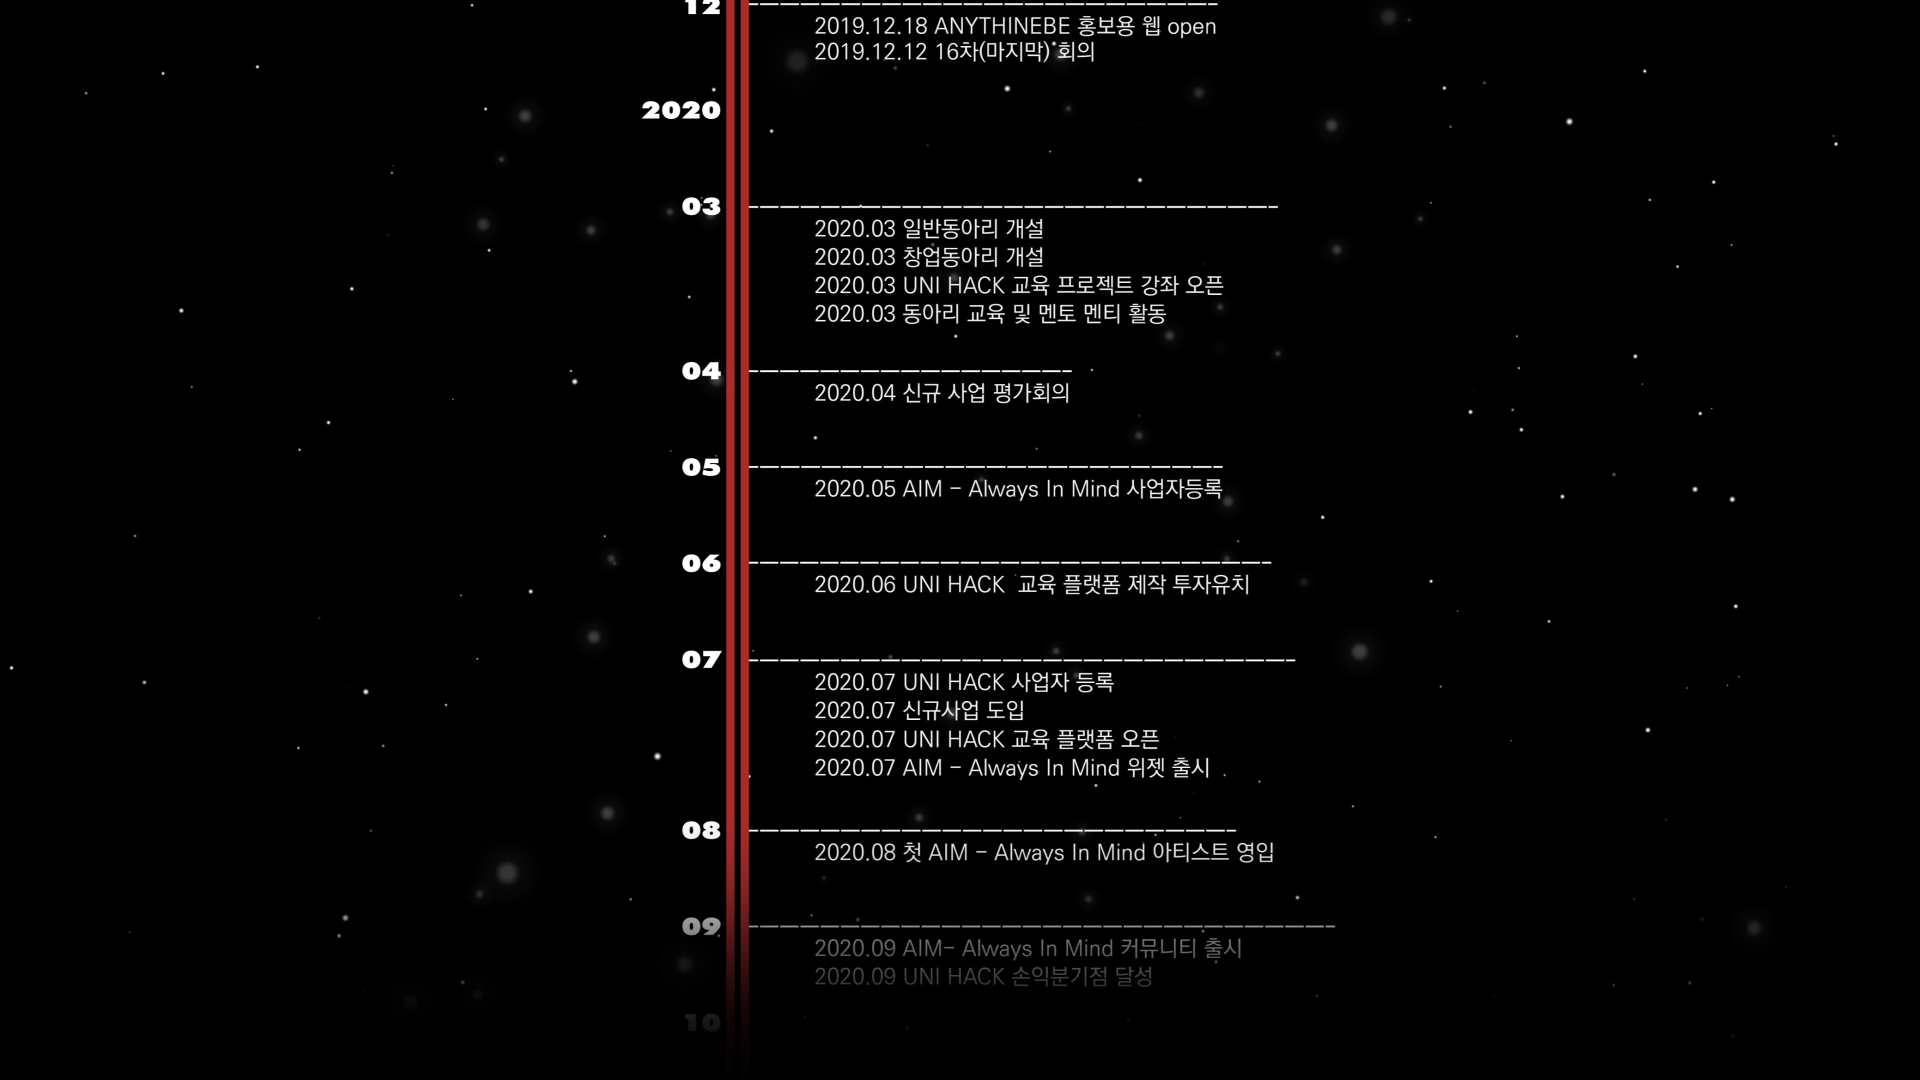 12
2019.12.18 ANYTHINEBE 홍보용 웹 open
2019.12.12 16차(마지막) 회의
2020
03
2020.03 일반동아리 개설
2020.03 창업동아리 개설
2020.03 UNI HACK 교육 프로젝트 강좌 오픈
2020.03 동아리 교육 및 멘토 멘티 활동
04
2020.04 신규 사업 평가회의
05
2020.05 AIM - Always In Mind 사업자등록
06
2020.06 UNI HACK 교육 플랫폼 제작 투자유치
07
2020.07 UNI HACK 사업자 등록
2020.07 신규사업 도입
2020.07 UNI HACK 교육 플랫폼 오픈
2020.07 AIM - Always In Mind 위젯 출시
08
2020.08 첫 AIM - Always In Mind 아티스트 영입
09
2020.09 AIM- Always In Mind 커뮤니티 출시
2020.09 UNI HACK 손익분기점 달성
10